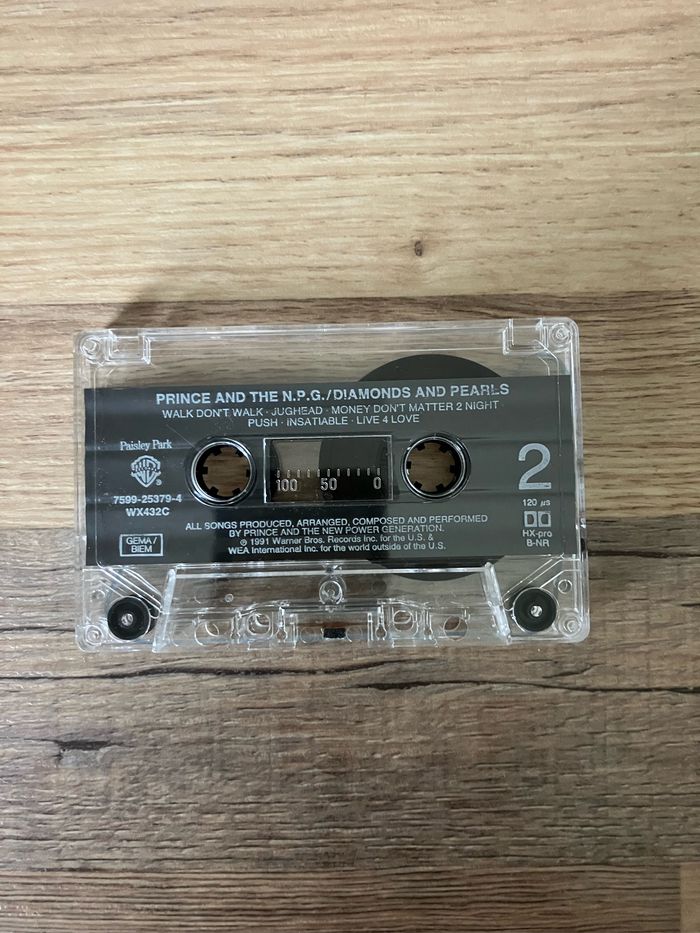 PRINCE AND THE N.P.G./DIAMONDS AND PEARLS
WALK DON'T WALK · JUGHEAD · MONEY DON'T MATTER 2 NIGHT
PUSH · INSATIABLE · LIVE 4 LOVE
Paisley Park
7599-25379-4
WX432C
GEMA/
BIEM
100 50 0
2
120 µs
HX-pro
B-NR
ALL SONGS PRODUCED, ARRANGED, COMPOSED AND PERFORMED
BY PRINCE AND THE NEW POWER GENERATION.
℗ 1991 Warner Bros. Records Inc. for the U.S. &
WEA International Inc. for the world outside of the U.S.